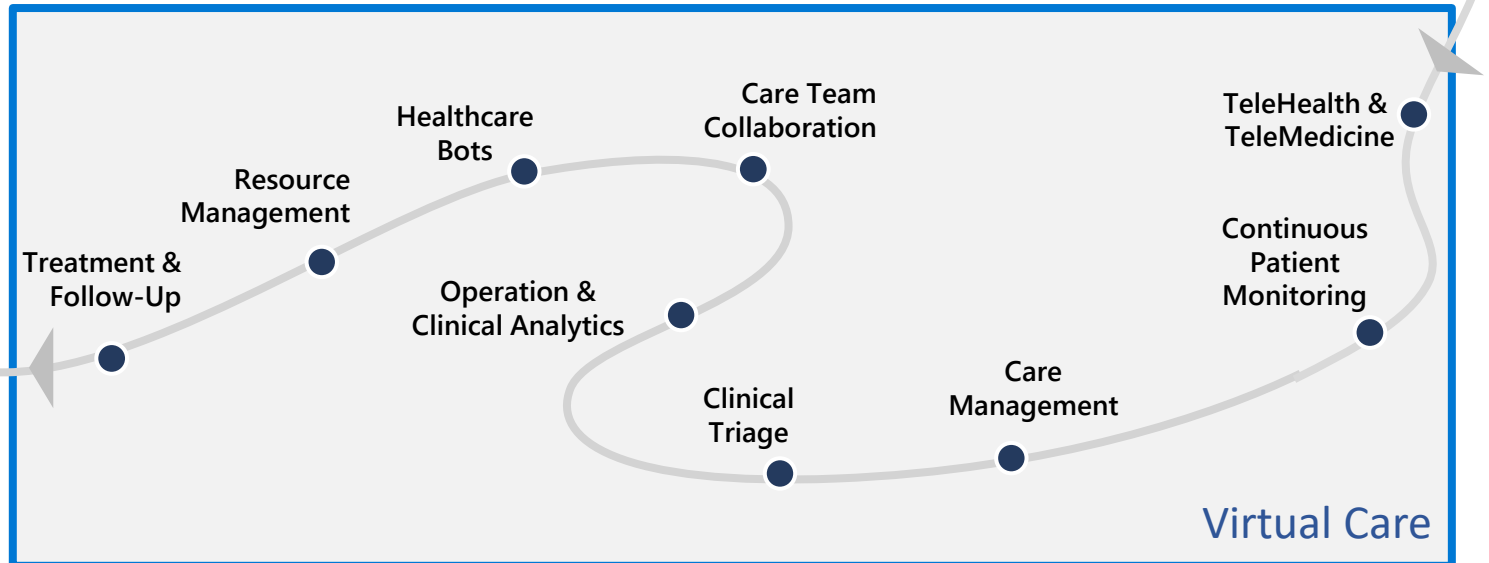 Care Team
Collaboration
TeleHealth &
TeleMedicine
Healthcare
Bots
Resource
Management
Continuous
Patient
Monitoring
Treatment &
Follow-Up
Operation &
Clinical Analytics
Care
Management
Clinical
Triage
Virtual Care